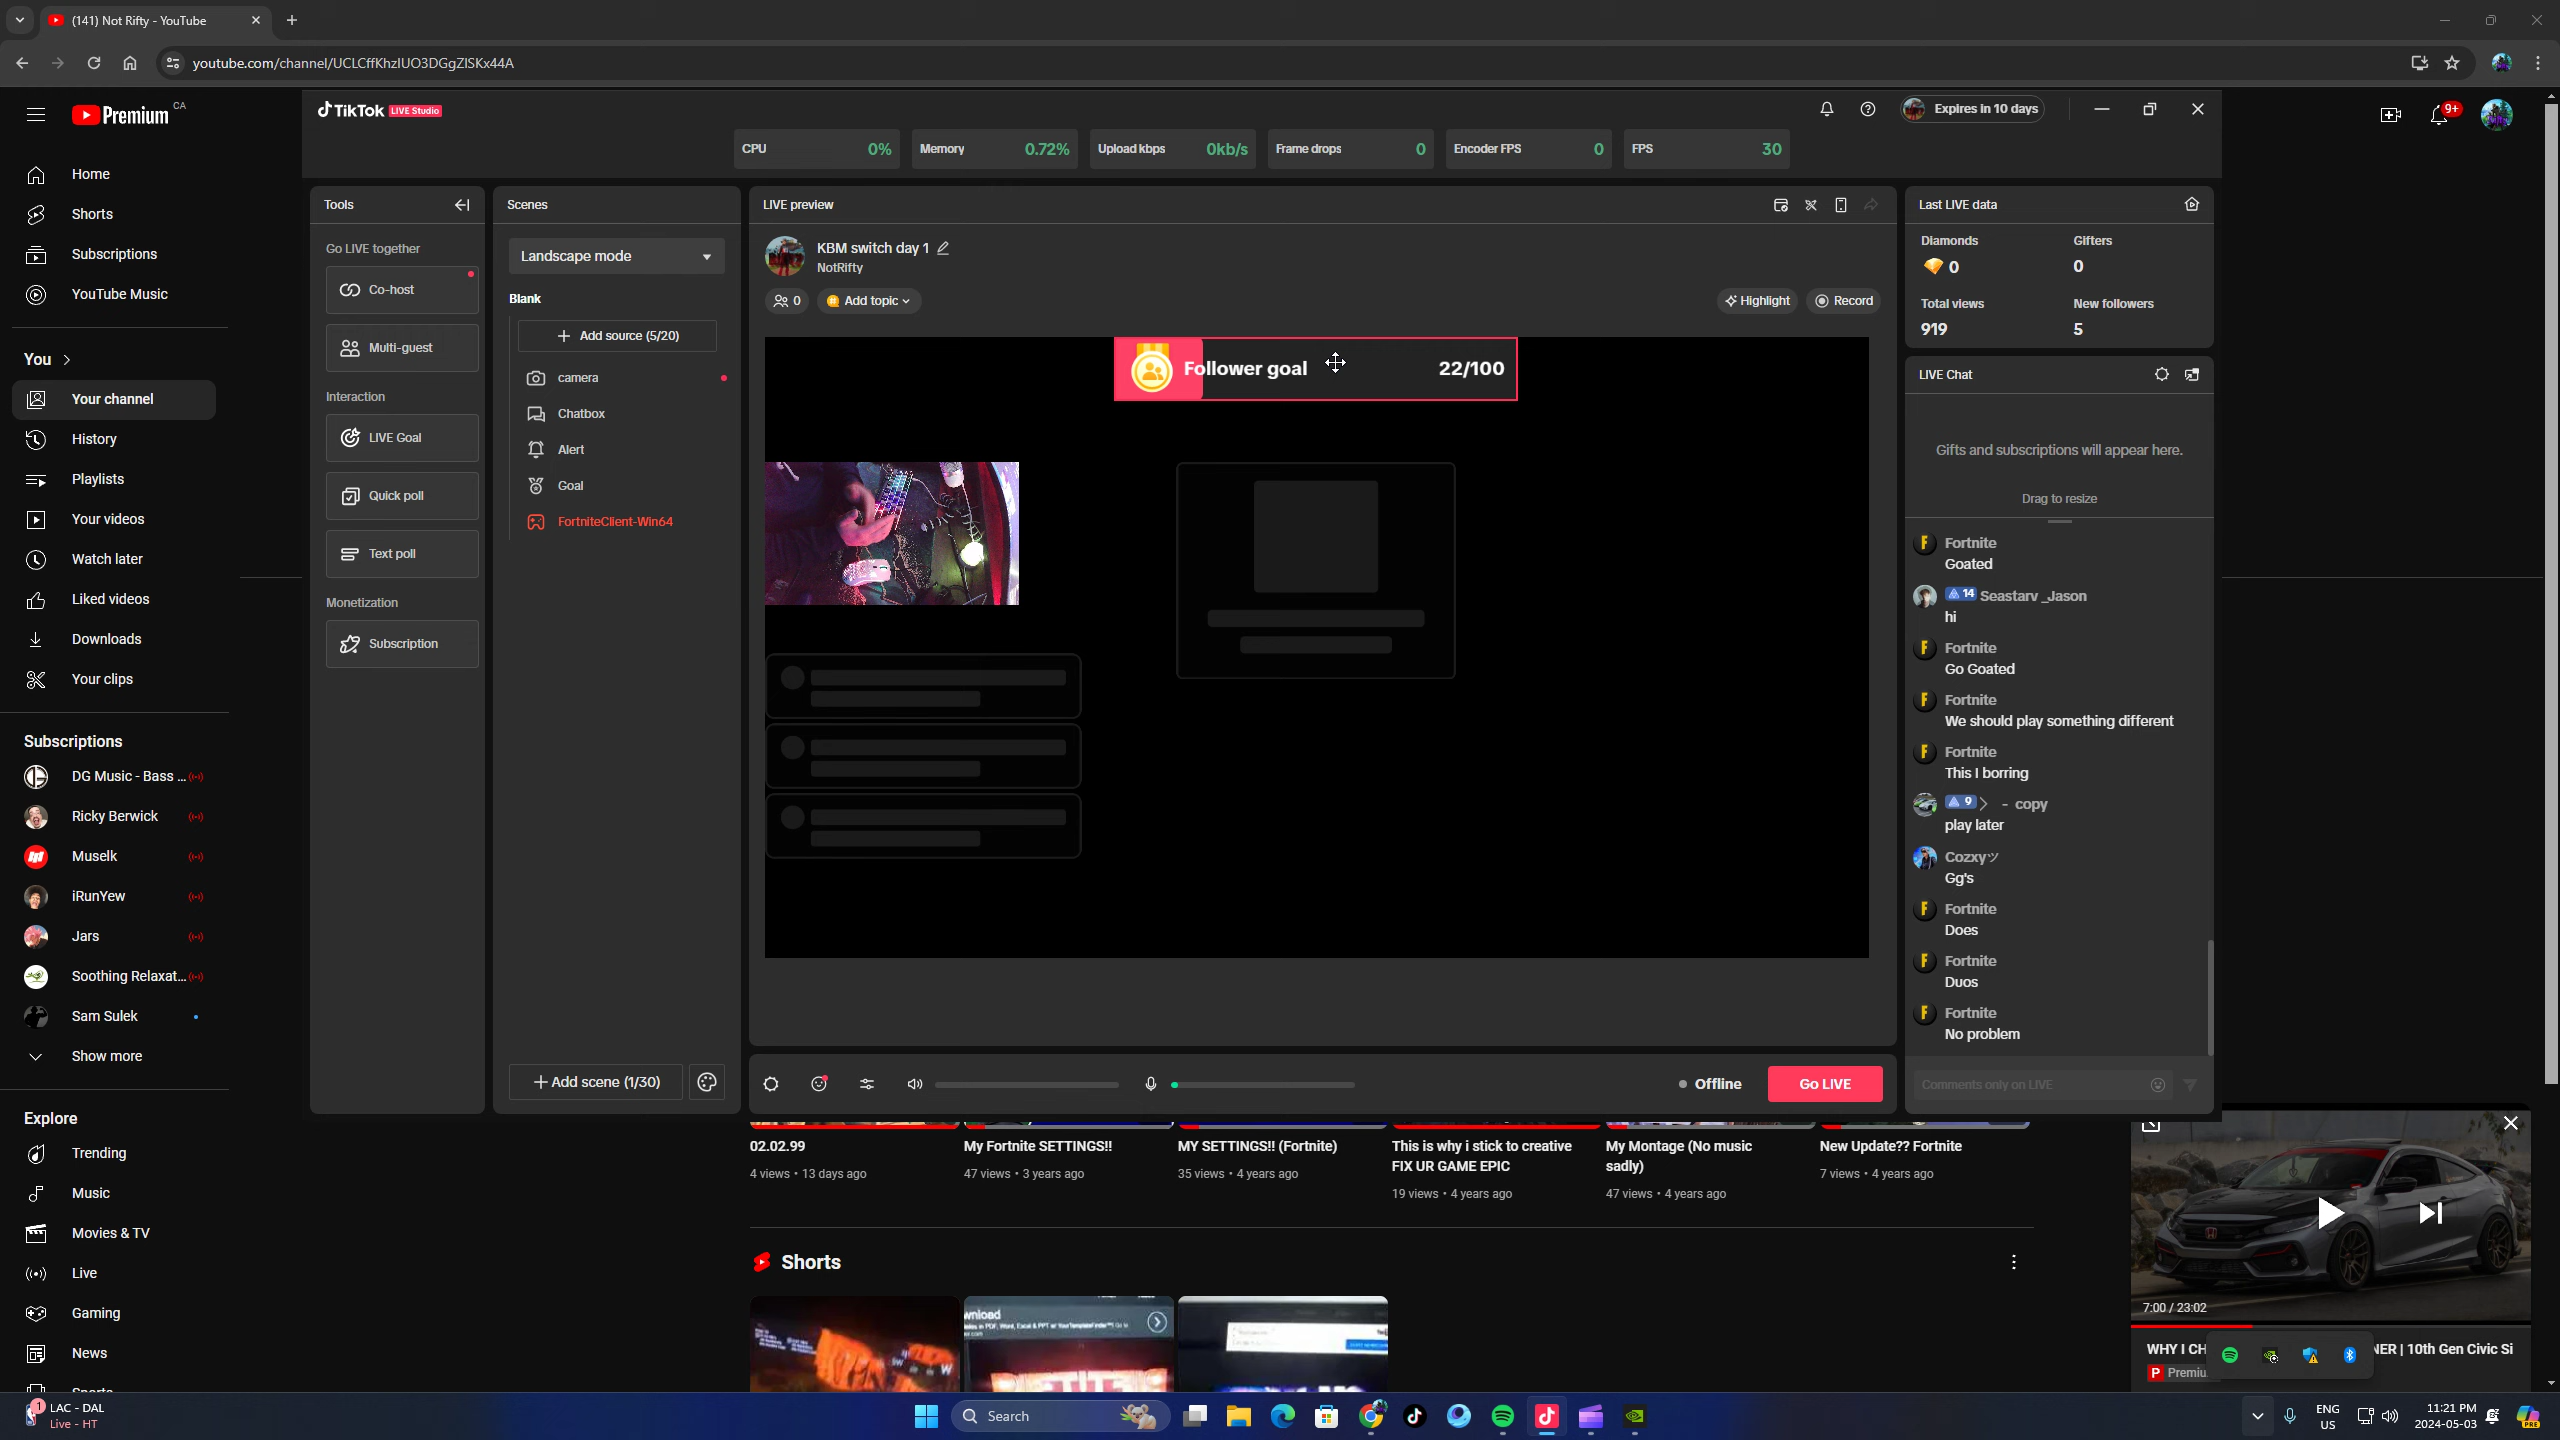 (141) Not Rifty - YouTube
youtube.com/channel/UCLCffKhzIUO3DGgZISKx44A
Premium CA
9+
Home
Shorts
Subscriptions
YouTube Music
You
Your channel
History
Playlists
Your videos
Watch later
Liked videos
Downloads
Your clips
Subscriptions
DG Music - Bass ...
Ricky Berwick
Muselk
iRunYew
Jars
Soothing Relaxat...
Sam Sulek
Show more
Explore
Trending
Music
Movies & TV
Live
Gaming
News
TikTok LIVE Studio
Expires in 10 days
CPU 0%
Memory 0.72%
Upload kbps 0kb/s
Frame drops 0
Encoder FPS 0
FPS 30
Tools
Go LIVE together
Co-host
Multi-guest
Interaction
LIVE Goal
Quick poll
Text poll
Monetization
Subscription
Scenes
Landscape mode
Blank
Add source (5/20)
camera
Chatbox
Alert
Goal
FortniteClient-Win64
Add scene (1/30)
LIVE preview
KBM switch day 1
NotRifty
0
Add topic
Highlight
Record
Follower goal 22/100
Offline
Go LIVE
Last LIVE data
Diamonds Gifters
0 0
Total views New followers
919 5
LIVE Chat
Gifts and subscriptions will appear here.
Drag to resize
Fortnite
Goated
14 Seastarv _Jason
hi
Fortnite
Go Goated
Fortnite
We should play something different
Fortnite
This I borring
9 - copy
play later
Cozxyツ
Gg's
Fortnite
Does
Fortnite
Duos
Fortnite
No problem
Comments only on LIVE
02.02.99
4 views • 13 days ago
My Fortnite SETTINGS!!
47 views • 3 years ago
MY SETTINGS!! (Fortnite)
35 views • 4 years ago
This is why i stick to creative
FIX UR GAME EPIC
19 views • 4 years ago
My Montage (No music
sadly)
47 views • 4 years ago
New Update?? Fortnite
7 views • 4 years ago
Shorts
7:00 / 23:02
WHY I CH
NER | 10th Gen Civic Si
P Premiu
1
LAC - DAL
Live - HT
Search
ENG
US
11:21 PM
2024-05-03
PRE